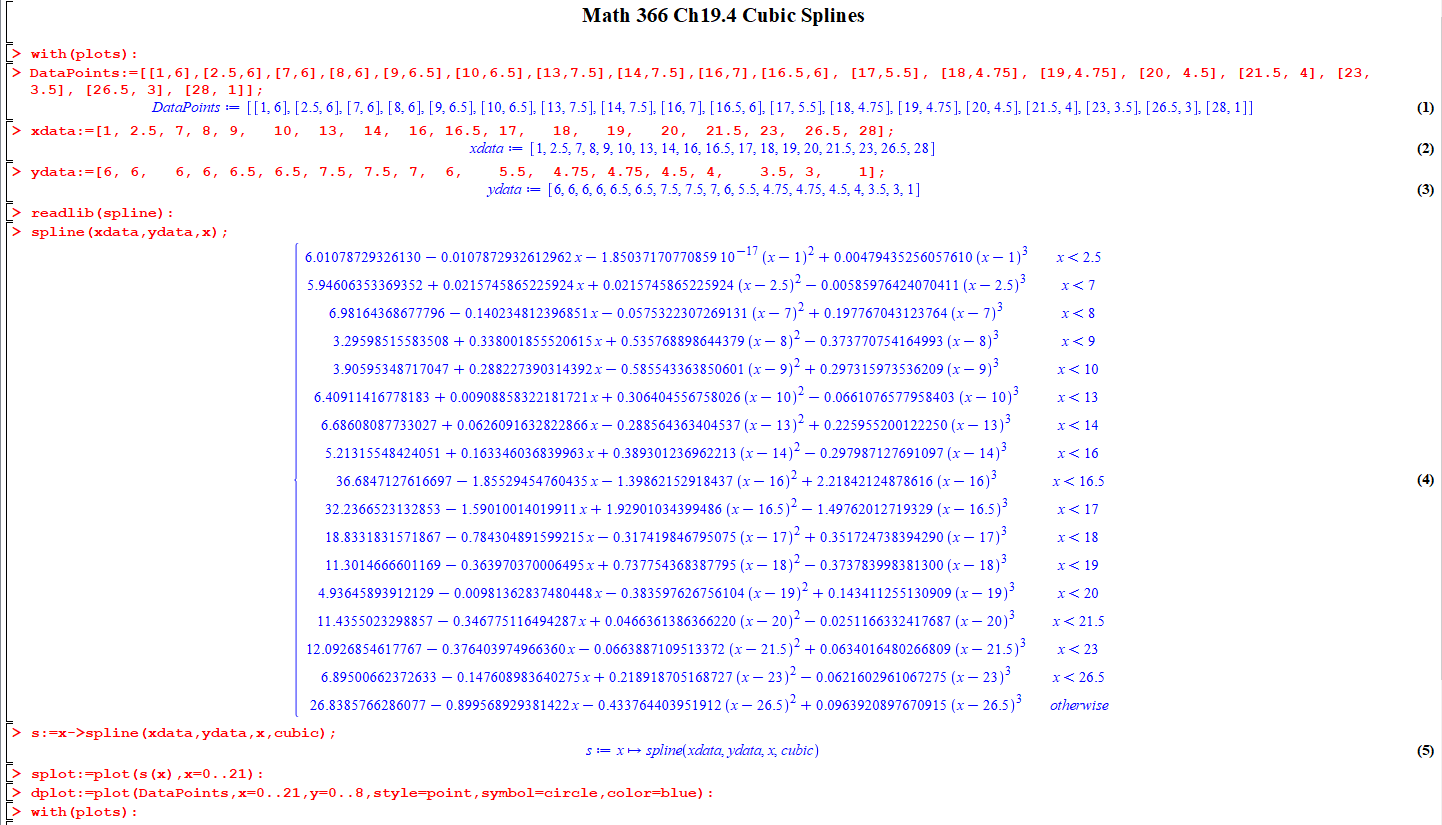 Math 366 Ch19.4 Cubic Splines
> with(plots):
> DataPoints:=[[1,6],[2.5,6],[7,6],[8,6],[9,6.5],[10,6.5],[13,7.5],[14,7.5],[16,7],[16.5,6], [17,5.5], [18,4.75], [19,4.75], [20, 4.5], [21.5, 4], [23,
3.5], [26.5, 3], [28, 1]];
DataPoints := [[1, 6], [2.5, 6], [7, 6], [8, 6], [9, 6.5], [10, 6.5], [13, 7.5], [14, 7.5], [16, 7], [16.5, 6], [17, 5.5], [18, 4.75], [19, 4.75], [20, 4.5], [21.5, 4], [23, 3.5], [26.5, 3], [28, 1]] (1)
> xdata:=[1, 2.5, 7, 8, 9, 10, 13, 14, 16, 16.5, 17, 18, 19, 20, 21.5, 23, 26.5, 28];
xdata := [1, 2.5, 7, 8, 9, 10, 13, 14, 16, 16.5, 17, 18, 19, 20, 21.5, 23, 26.5, 28] (2)
> ydata:=[6, 6, 6, 6, 6.5, 6.5, 7.5, 7.5, 7, 6, 5.5, 4.75, 4.75, 4.5, 4, 3.5, 3, 1];
ydata := [6, 6, 6, 6, 6.5, 6.5, 7.5, 7.5, 7, 6, 5.5, 4.75, 4.75, 4.5, 4, 3.5, 3, 1] (3)
> readlib(spline):
> spline(xdata,ydata,x);
6.01078729326130 − 0.0107872932612962 x − 1.85037170770859 10^−17 (x − 1)^2 + 0.00479435256057610 (x − 1)^3 x < 2.5
5.94606353369352 + 0.0215745865225924 x + 0.0215745865225924 (x − 2.5)^2 − 0.00585976424070411 (x − 2.5)^3 x < 7
6.98164368677796 − 0.140234812396851 x − 0.0575322307269131 (x − 7)^2 + 0.197767043123764 (x − 7)^3 x < 8
3.29598515583508 + 0.338001855520615 x + 0.535768898644379 (x − 8)^2 − 0.373770754164993 (x − 8)^3 x < 9
3.90595348717047 + 0.288227390314392 x − 0.585543363850601 (x − 9)^2 + 0.297315973536209 (x − 9)^3 x < 10
6.40911416778183 + 0.00908858322181721 x + 0.306404556758026 (x − 10)^2 − 0.0661076577958403 (x − 10)^3 x < 13
6.68608087733027 + 0.0626091632822866 x − 0.288564363404537 (x − 13)^2 + 0.225955200122250 (x − 13)^3 x < 14
5.21315548424051 + 0.163346036839963 x + 0.389301236962213 (x − 14)^2 − 0.297987127691097 (x − 14)^3 x < 16
36.6847127616697 − 1.85529454760435 x − 1.39862152918437 (x − 16)^2 + 2.21842124878616 (x − 16)^3 x < 16.5
32.2366523132853 − 1.59010014019911 x + 1.92901034399486 (x − 16.5)^2 − 1.49762012719329 (x − 16.5)^3 x < 17
18.8331831571867 − 0.784304891599215 x − 0.317419846795075 (x − 17)^2 + 0.351724738394290 (x − 17)^3 x < 18
11.3014666601169 − 0.363970370006495 x + 0.737754368387795 (x − 18)^2 − 0.373783998381300 (x − 18)^3 x < 19
4.93645893912129 − 0.00981362837480448 x − 0.383597626756104 (x − 19)^2 + 0.143411255130909 (x − 19)^3 x < 20
11.4355023298857 − 0.346775116494287 x + 0.0466361386366220 (x − 20)^2 − 0.0251166332417687 (x − 20)^3 x < 21.5
12.0926854617767 − 0.376403974966360 x − 0.0663887109513372 (x − 21.5)^2 + 0.0634016480266809 (x − 21.5)^3 x < 23
6.89500662372633 − 0.147608983640275 x + 0.218918705168727 (x − 23)^2 − 0.0621602961067275 (x − 23)^3 x < 26.5
26.8385766286077 − 0.899568929381422 x − 0.433764403951912 (x − 26.5)^2 + 0.0963920897670915 (x − 26.5)^3 otherwise
(4)
> s:=x->spline(xdata,ydata,x,cubic);
s := x ↦ spline(xdata, ydata, x, cubic) (5)
> splot:=plot(s(x),x=0..21):
> dplot:=plot(DataPoints,x=0..21,y=0..8,style=point,symbol=circle,color=blue):
> with(plots):